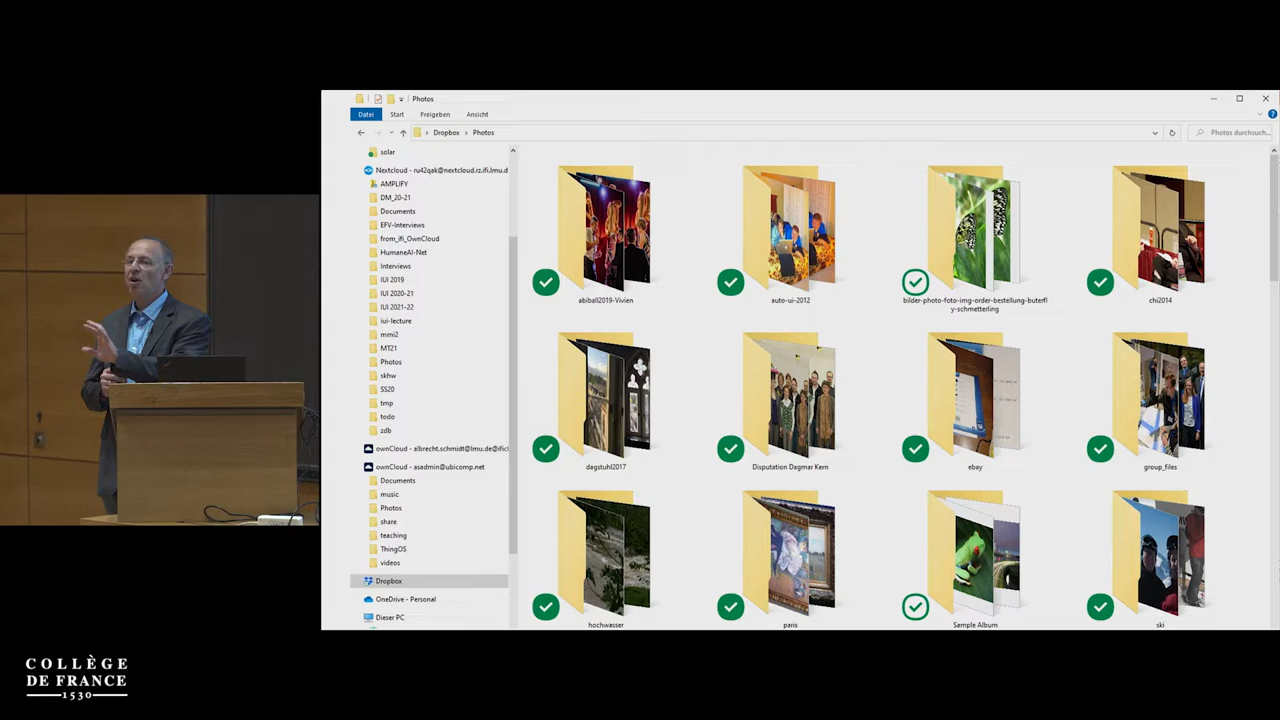 Photos
Datei Start Freigeben Ansicht
Dropbox Photos
Photos durchsuch...
solar
Nextcloud - ru42qak@nextcloud.rz.ifi.lmu.d
AMPLIFY
DM_20-21
Documents
EFV-Interviews
from_ifi_OwnCloud
HumaneAI-Net
Interviews
IUI 2019
IUI 2020-21
IUI 2021-22
iui-lecture
mmi2
MT21
Photos
skhw
SS20
tmp
todo
zdb
ownCloud - albrecht.schmidt@lmu.de@ific
ownCloud - asadmin@ubicomp.net
Documents
music
Photos
share
teaching
ThingOS
videos
Dropbox
OneDrive - Personal
Dieser PC
abiball2019-Vivien
auto-ui-2012
bilder-photo-foto-img-order-bestellung-buterfl
y-schmetterling
chi2014
dagstuhl2017
Disputation Dagmar Kern
ebay
group_files
hochwasser
paris
Sample Album
ski
COLLÈGE
DE FRANCE
1530